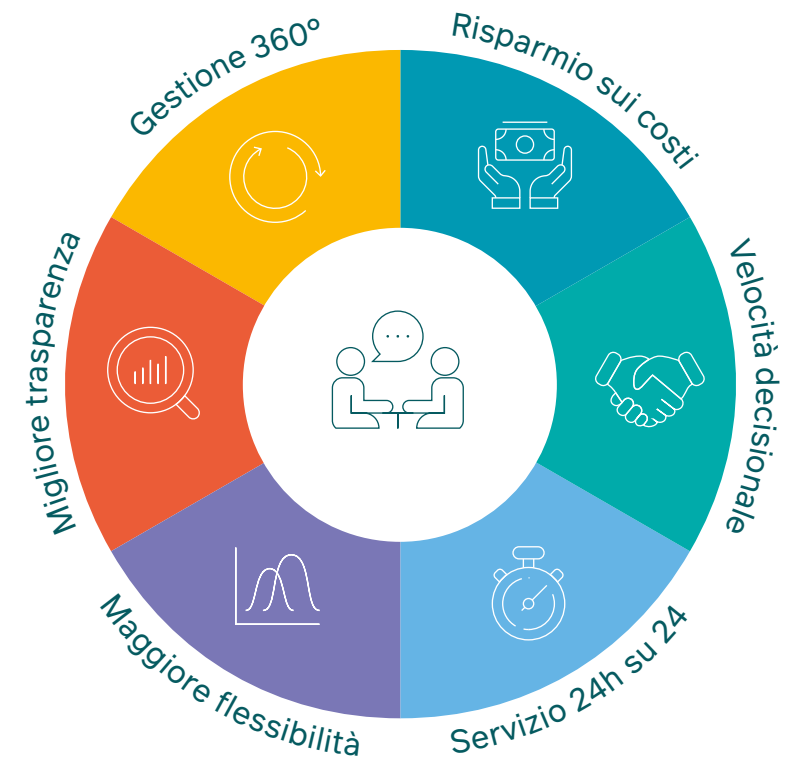 Gestione 360°
Risparmio sui costi
Velocità decisionale
Servizio 24h su 24
Maggiore flessibilità
Migliore trasparenza